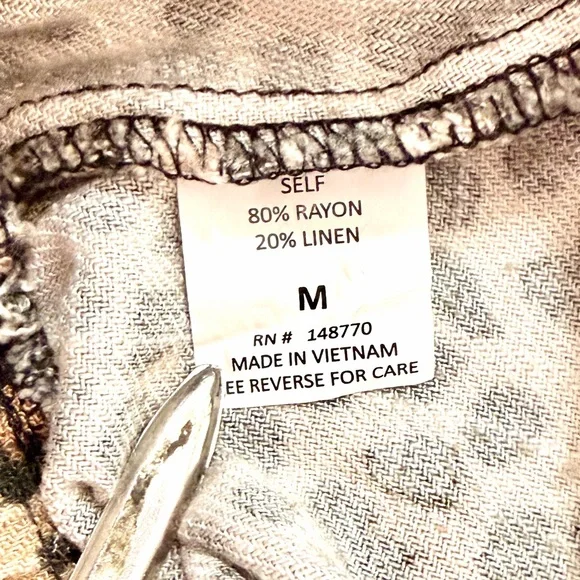 SELF
80% RAYON
20% LINEN
M
RN # 148770
MADE IN VIETNAM
EE REVERSE FOR CARE